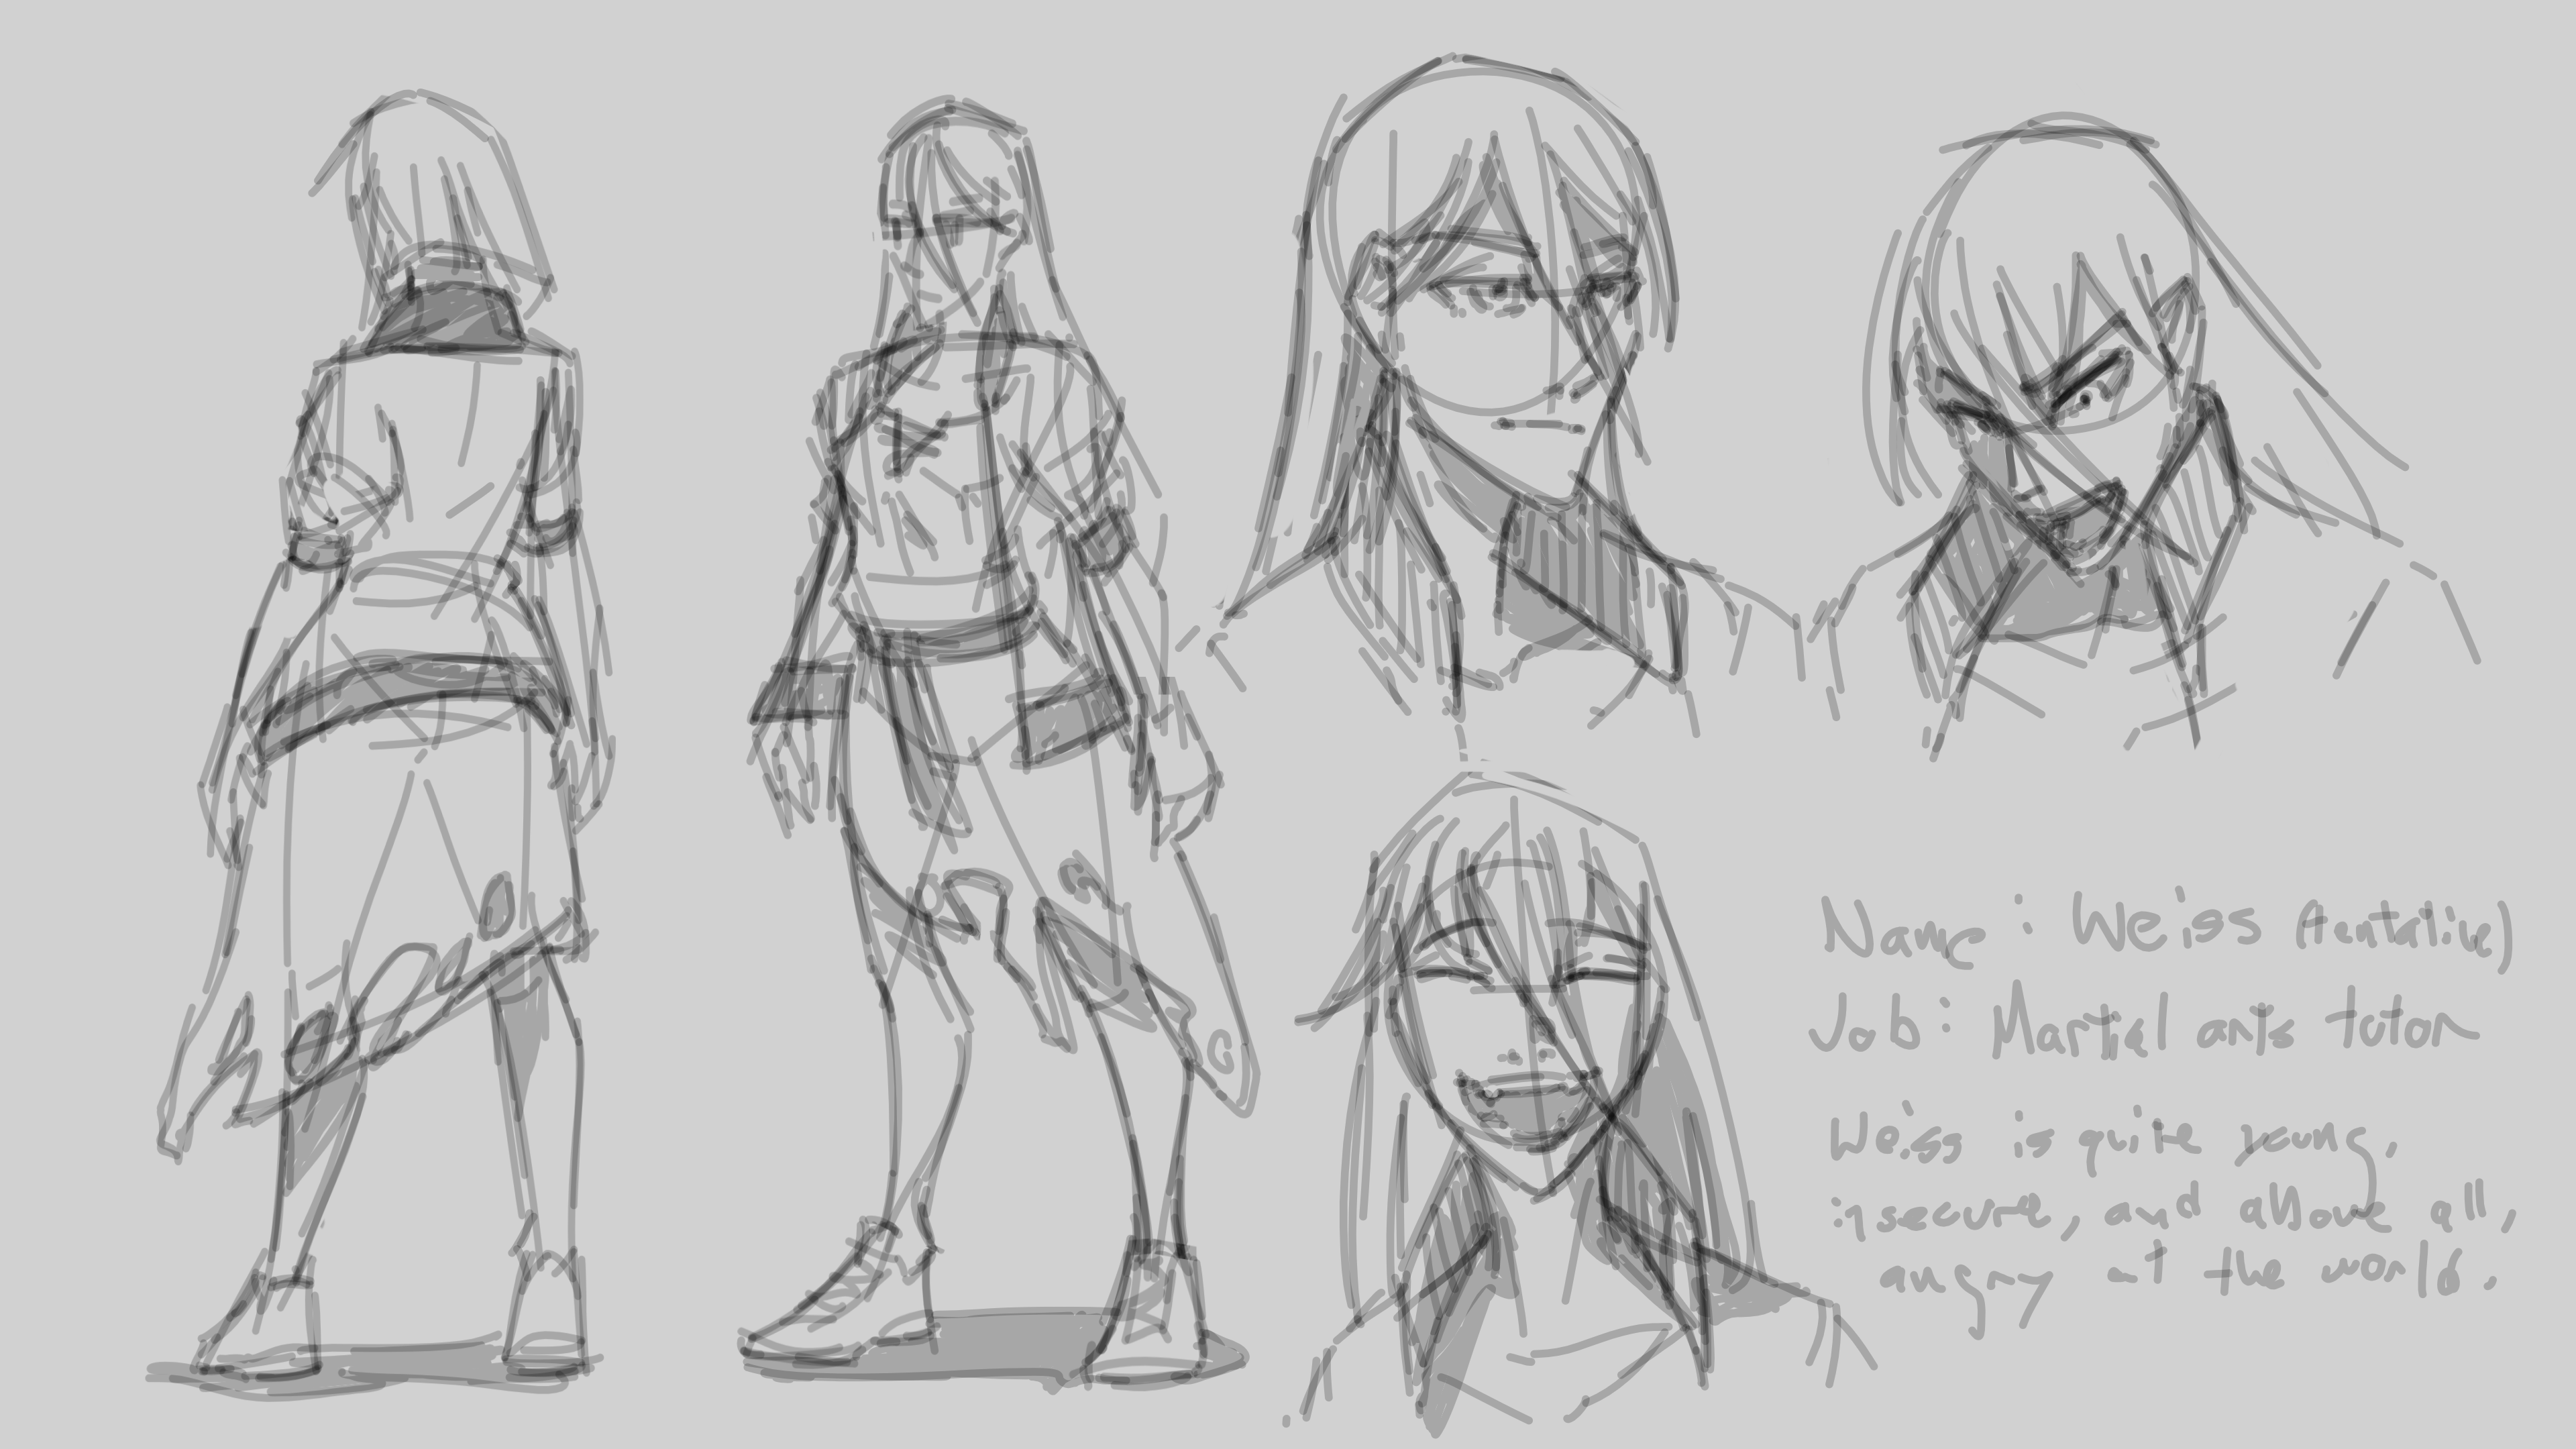 Name: Weiss (tentative)
Job: Martial arts tutor
Weiss is quite young,
insecure, and above all,
angry at the world.